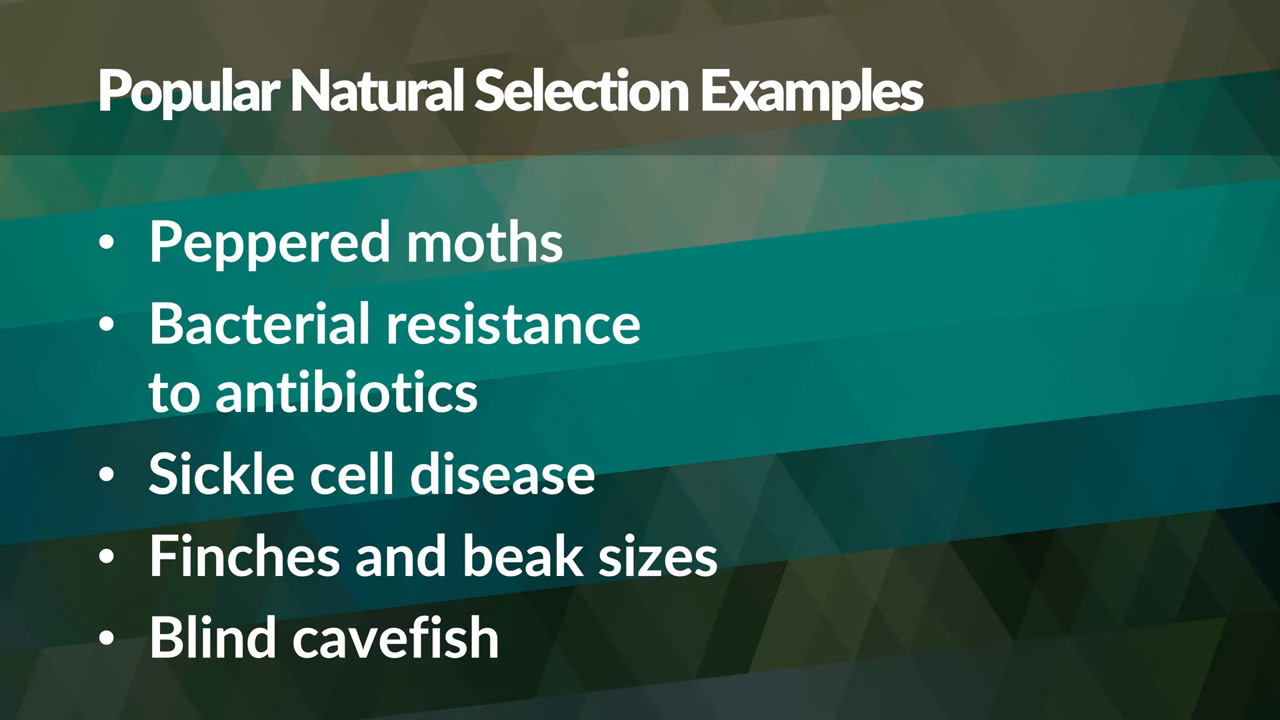 Popular Natural Selection Examples
• Peppered moths
• Bacterial resistance
to antibiotics
• Sickle cell disease
• Finches and beak sizes
• Blind cavefish